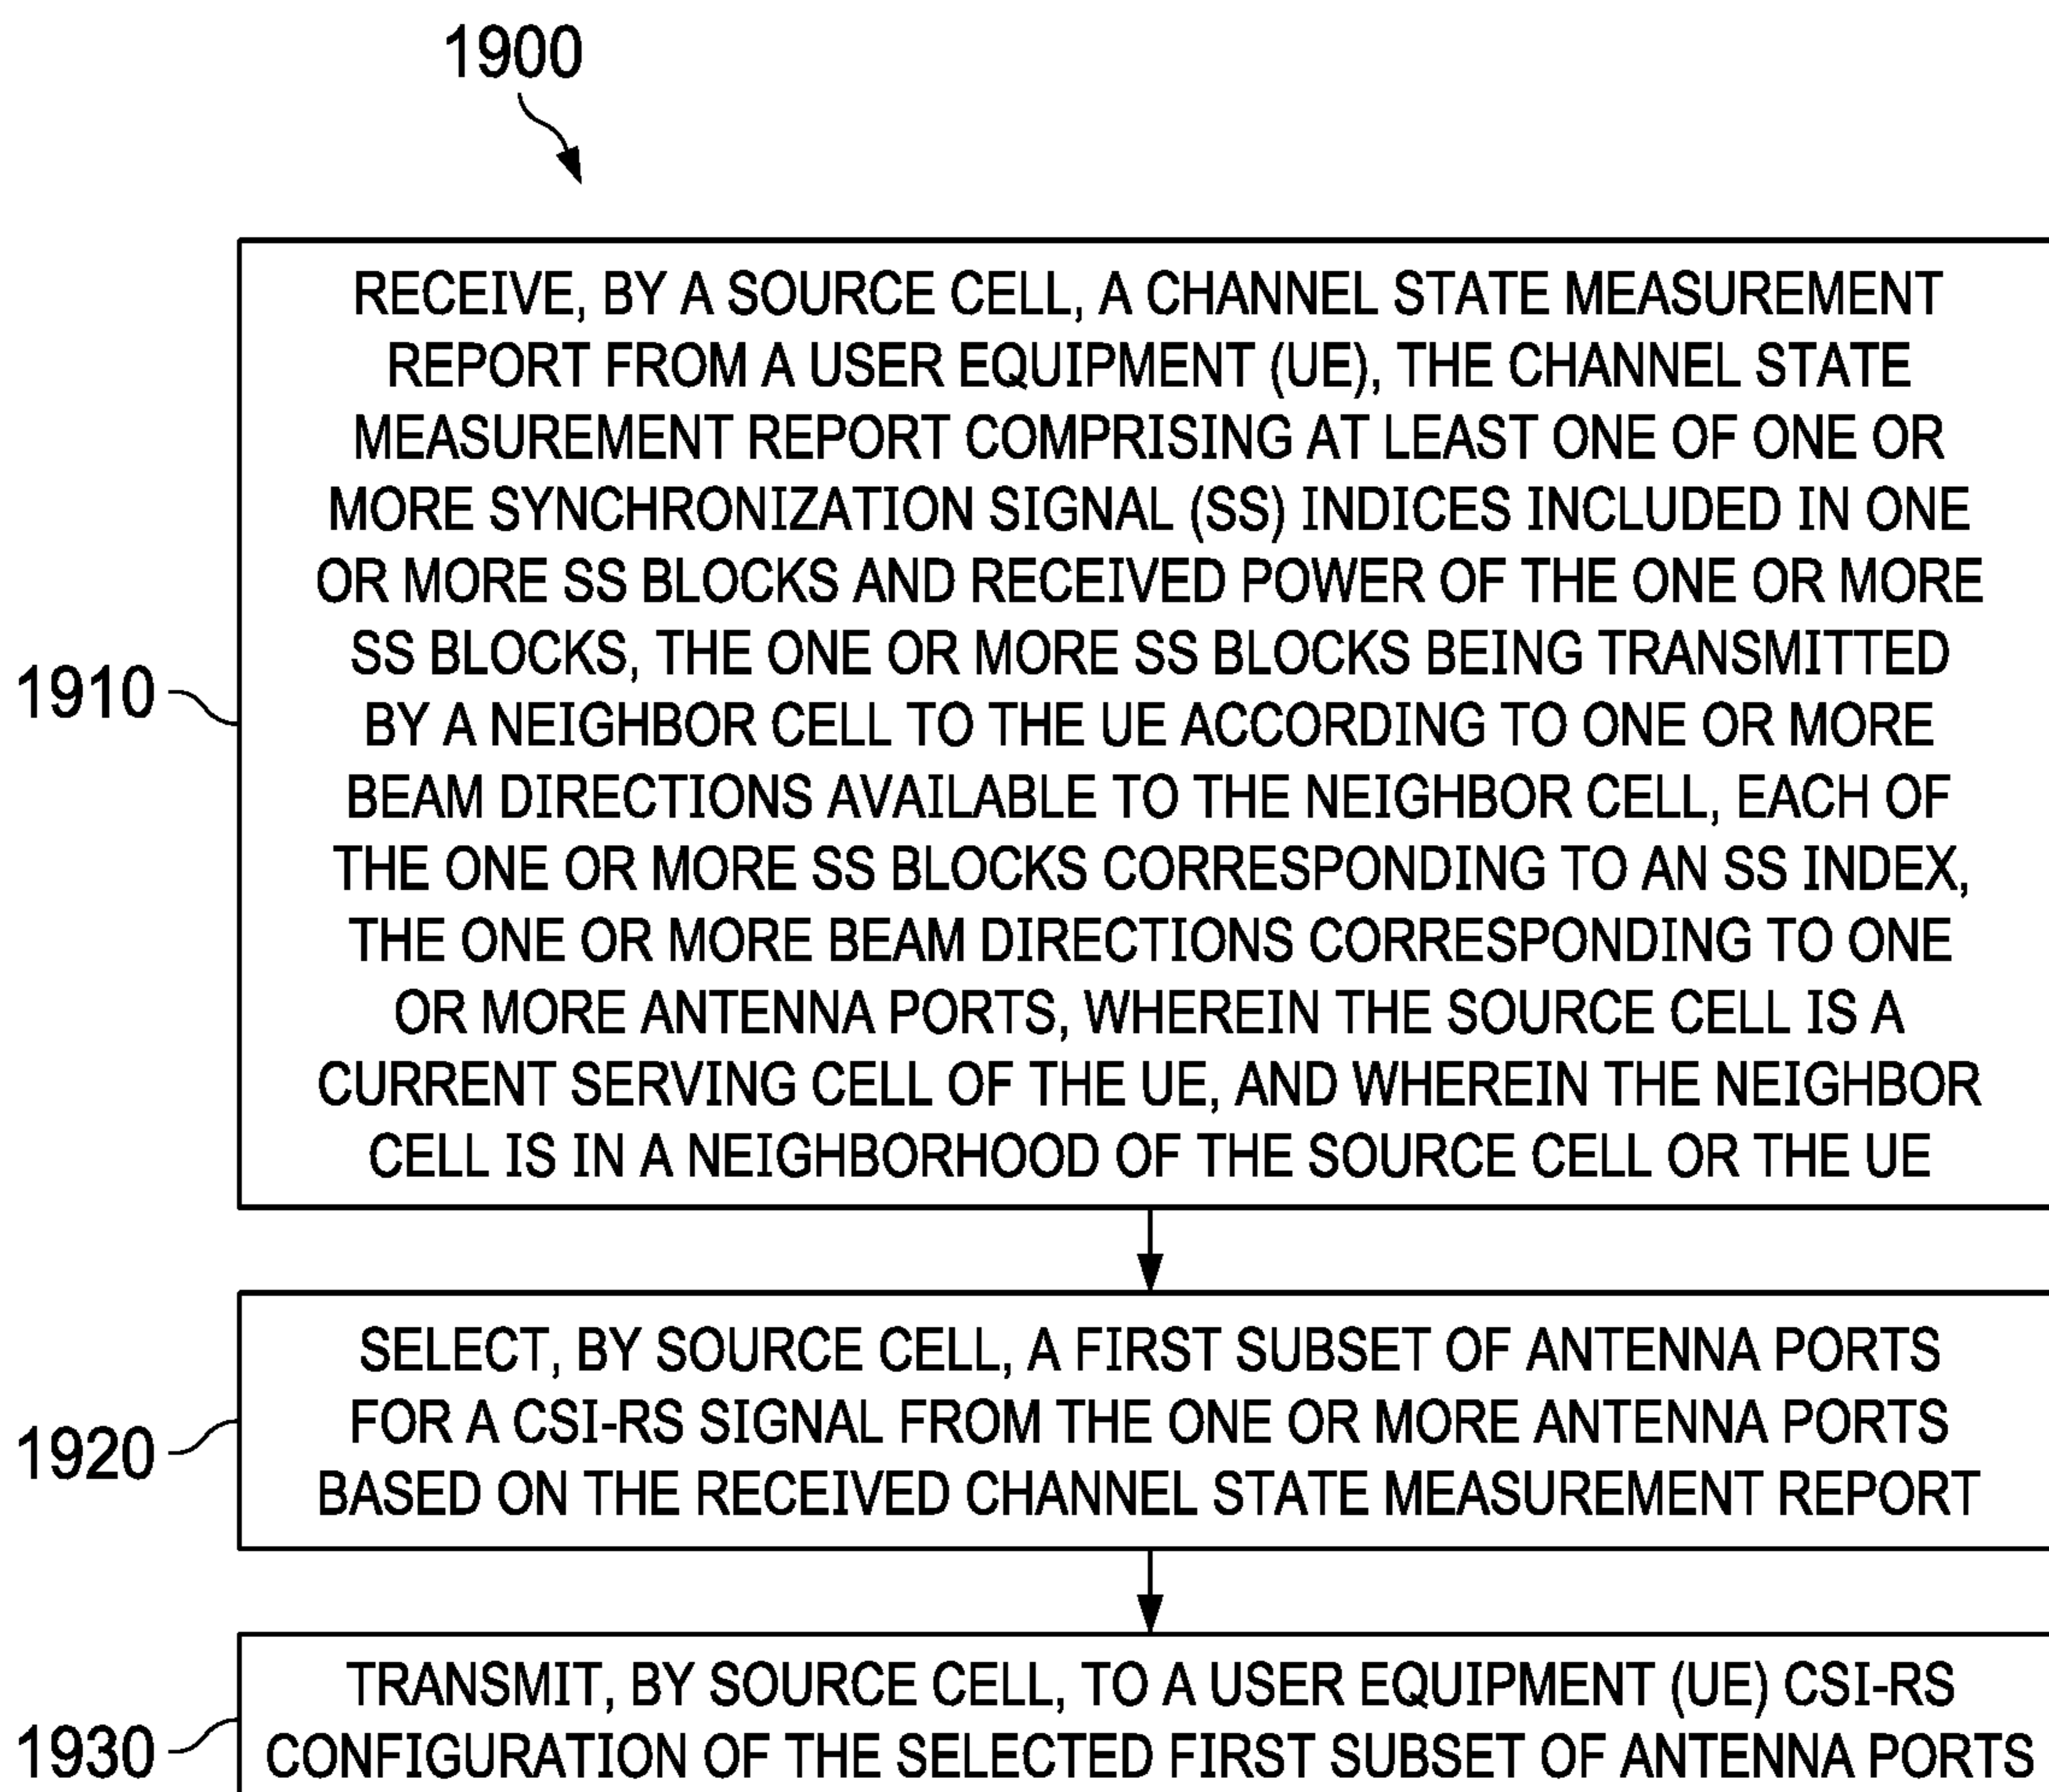 1900
RECEIVE, BY A SOURCE CELL, A CHANNEL STATE MEASUREMENT
REPORT FROM A USER EQUIPMENT (UE), THE CHANNEL STATE
MEASUREMENT REPORT COMPRISING AT LEAST ONE OF ONE OR
MORE SYNCHRONIZATION SIGNAL (SS) INDICES INCLUDED IN ONE
OR MORE SS BLOCKS AND RECEIVED POWER OF THE ONE OR MORE
SS BLOCKS, THE ONE OR MORE SS BLOCKS BEING TRANSMITTED
BY A NEIGHBOR CELL TO THE UE ACCORDING TO ONE OR MORE
BEAM DIRECTIONS AVAILABLE TO THE NEIGHBOR CELL, EACH OF
THE ONE OR MORE SS BLOCKS CORRESPONDING TO AN SS INDEX,
THE ONE OR MORE BEAM DIRECTIONS CORRESPONDING TO ONE
OR MORE ANTENNA PORTS, WHEREIN THE SOURCE CELL IS A
CURRENT SERVING CELL OF THE UE, AND WHEREIN THE NEIGHBOR
CELL IS IN A NEIGHBORHOOD OF THE SOURCE CELL OR THE UE
1910
SELECT, BY SOURCE CELL, A FIRST SUBSET OF ANTENNA PORTS
FOR A CSI-RS SIGNAL FROM THE ONE OR MORE ANTENNA PORTS
BASED ON THE RECEIVED CHANNEL STATE MEASUREMENT REPORT
1920
TRANSMIT, BY SOURCE CELL, TO A USER EQUIPMENT (UE) CSI-RS
CONFIGURATION OF THE SELECTED FIRST SUBSET OF ANTENNA PORTS
1930